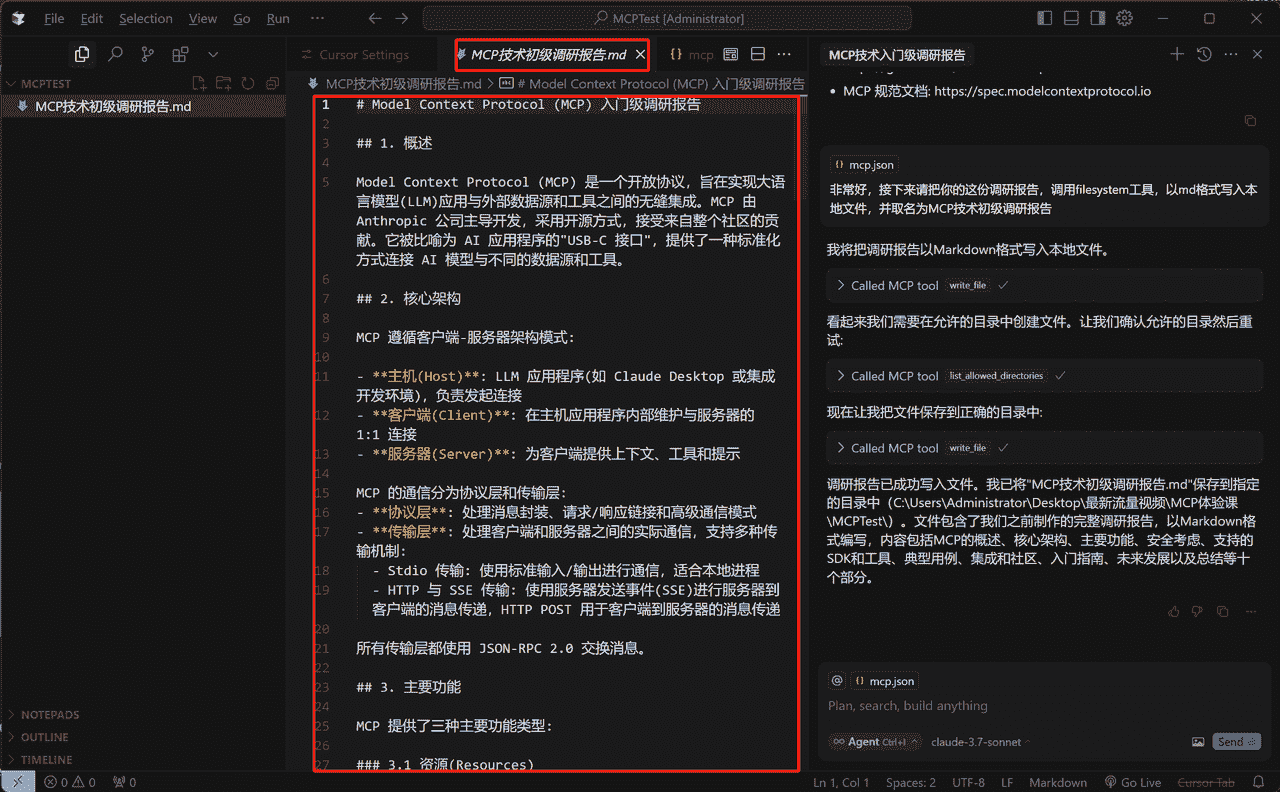 File Edit Selection View Go Run ··· MCPTest [Administrator]
MCPTEST
MCP技术初级调研报告.md
NOTEPADS
OUTLINE
TIMELINE
Cursor Settings MCP技术初级调研报告.md mcp ···
MCP技术初级调研报告.md > # Model Context Protocol (MCP) 入门级调研报告
1 # Model Context Protocol (MCP) 入门级调研报告
2
3 ## 1. 概述
4
5 Model Context Protocol (MCP) 是一个开放协议，旨在实现大语
言模型(LLM)应用与外部数据源和工具之间的无缝集成。MCP 由
Anthropic 公司主导开发，采用开源方式，接受来自整个社区的贡
献。它被比喻为 AI 应用程序的"USB-C 接口"，提供了一种标准化
方式连接 AI 模型与不同的数据源和工具。
6
7 ## 2. 核心架构
8
9 MCP 遵循客户端-服务器架构模式：
10
11 - **主机(Host)**: LLM 应用程序(如 Claude Desktop 或集成
开发环境)，负责发起连接
12 - **客户端(Client)**: 在主机应用程序内部维护与服务器的
1:1 连接
13 - **服务器(Server)**: 为客户端提供上下文、工具和提示
14
15 MCP 的通信分为协议层和传输层：
16 - **协议层**: 处理消息封装、请求/响应链接和高级通信模式
17 - **传输层**: 处理客户端和服务器之间的实际通信，支持多种传
输机制：
18 - Stdio 传输: 使用标准输入/输出进行通信，适合本地进程
19 - HTTP 与 SSE 传输: 使用服务器发送事件(SSE)进行服务器到
客户端的消息传递，HTTP POST 用于客户端到服务器的消息传递
20
21 所有传输层都使用 JSON-RPC 2.0 交换消息。
22
23 ## 3. 主要功能
24
25 MCP 提供了三种主要功能类型：
26
27 ### 3.1 资源(Resources)
MCP技术入门级调研报告
• MCP 规范文档: https://spec.modelcontextprotocol.io
mcp.json
非常好，接下来请把你的这份调研报告，调用filesystem工具，以md格式写入本
地文件，并取名为MCP技术初级调研报告
我将把调研报告以Markdown格式写入本地文件。
> Called MCP tool write_file
看起来我们需要在允许的目录中创建文件。让我们确认允许的目录然后重
试:
> Called MCP tool list_allowed_directories
现在让我把文件保存到正确的目录中:
> Called MCP tool write_file
调研报告已成功写入文件。我已将"MCP技术初级调研报告.md"保存到指定
的目录中（C:\Users\Administrator\Desktop\最新流量视频\MCP体验课
\MCPTest\）。文件包含了我们之前制作的完整调研报告，以Markdown格
式编写，内容包括MCP的概述、核心架构、主要功能、安全考虑、支持的
SDK和工具、典型用例、集成和社区、入门指南、未来发展以及总结等十
个部分。
@ mcp.json
Plan, search, build anything
∞ Agent Ctrl+I claude-3.7-sonnet Send
0 0 0 Ln 1, Col 1 Spaces: 2 UTF-8 LF Markdown Go Live Cursor Tab